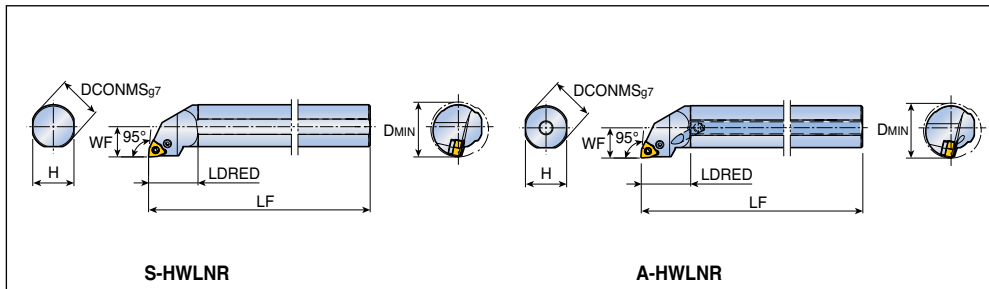 DCONMSg7
WF
95°
H
LDRED
LF
DMIN
S-HWLNR
DCONMSg7
WF
95°
H
LDRED
LF
DMIN
A-HWLNR